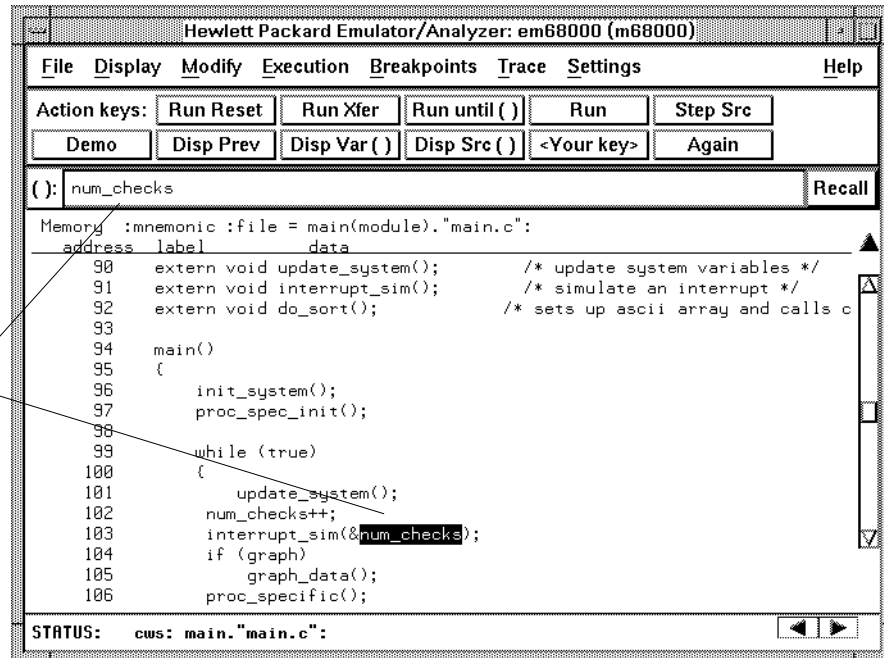 Hewlett Packard Emulator/Analyzer: em68000 (m68000)
File Display Modify Execution Breakpoints Trace Settings Help
Action keys: Run Reset Run Xfer Run until ( ) Run Step Src
Demo Disp Prev Disp Var ( ) Disp Src ( ) <Your key> Again
( ): num_checks Recall
Memory :mnemonic :file = main(module)."main.c":
address label data
90 extern void update_system(); /* update system variables */
91 extern void interrupt_sim(); /* simulate an interrupt */
92 extern void do_sort(); /* sets up ascii array and calls c
93
94 main()
95 {
96 init_system();
97 proc_spec_init();
98
99 while (true)
100 {
101 update_system();
102 num_checks++;
103 interrupt_sim(&num_checks);
104 if (graph)
105 graph_data();
106 proc_specific();
STATUS: cws: main."main.c":